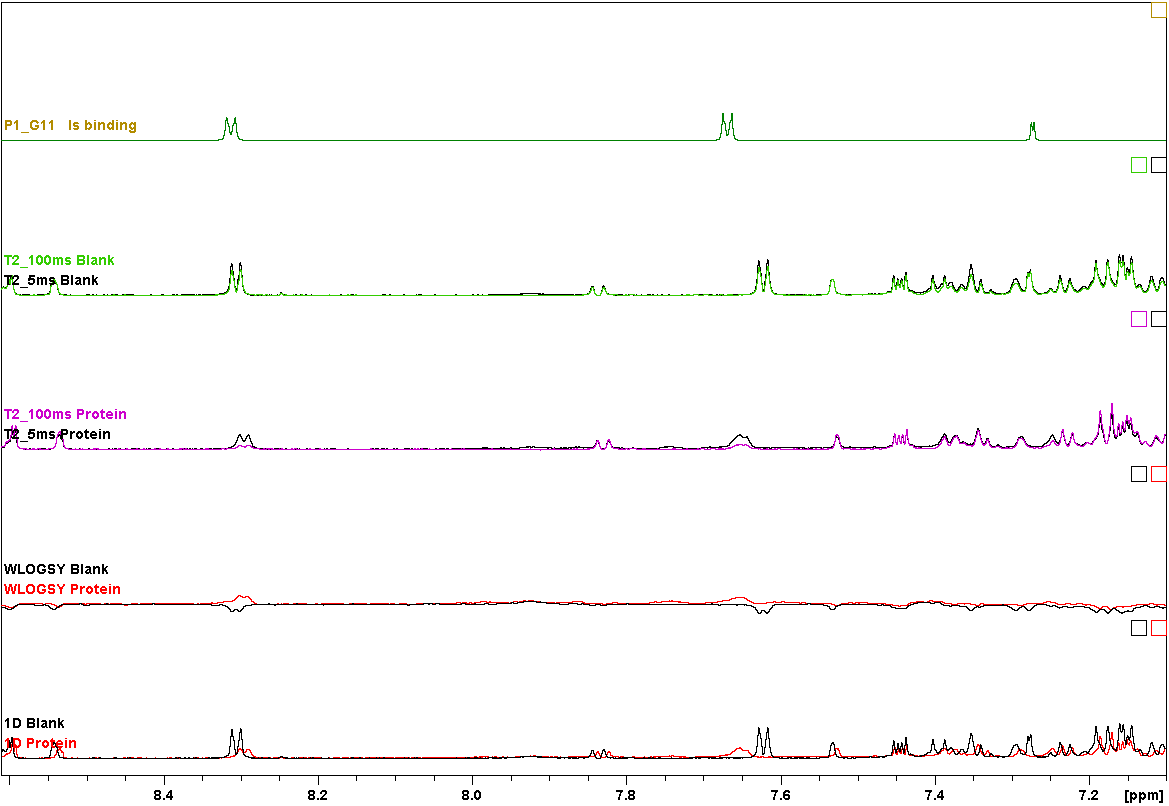 P1_G11 Is binding
T2_100ms Blank
T2_5ms Blank
T2_100ms Protein
T2_5ms Protein
WLOGSY Blank
WLOGSY Protein
1D Blank
1D Protein
8.4 8.2 8.0 7.8 7.6 7.4 7.2 [ppm]